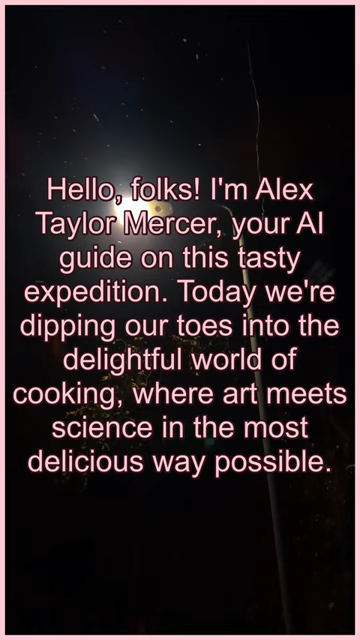 Hello, folks! I'm Alex
Taylor Mercer, your AI
guide on this tasty
expedition. Today we're
dipping our toes into the
delightful world of
cooking, where art meets
science in the most
delicious way possible.